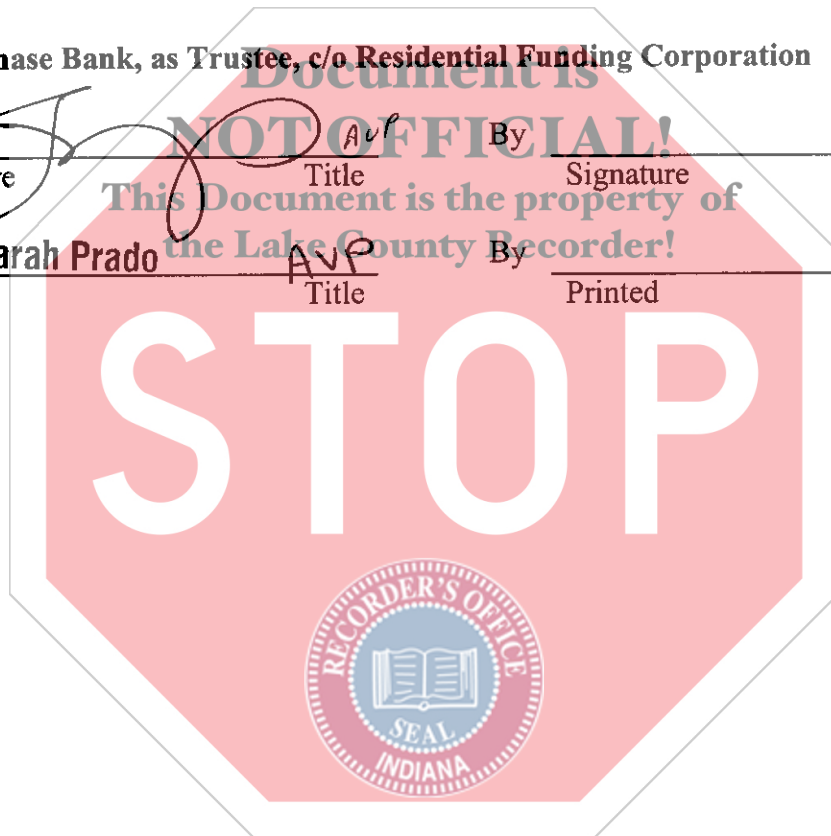 hase Bank, as Trustee, c/o Residential Funding Corporation
Document is
NOT OFFICIAL!
AVP By
re Title Signature
This Document is the property of
the Lake County Recorder!
arah Prado AVP By
Title Printed
STOP
RECORDER'S OFFICE
SEAL
INDIANA